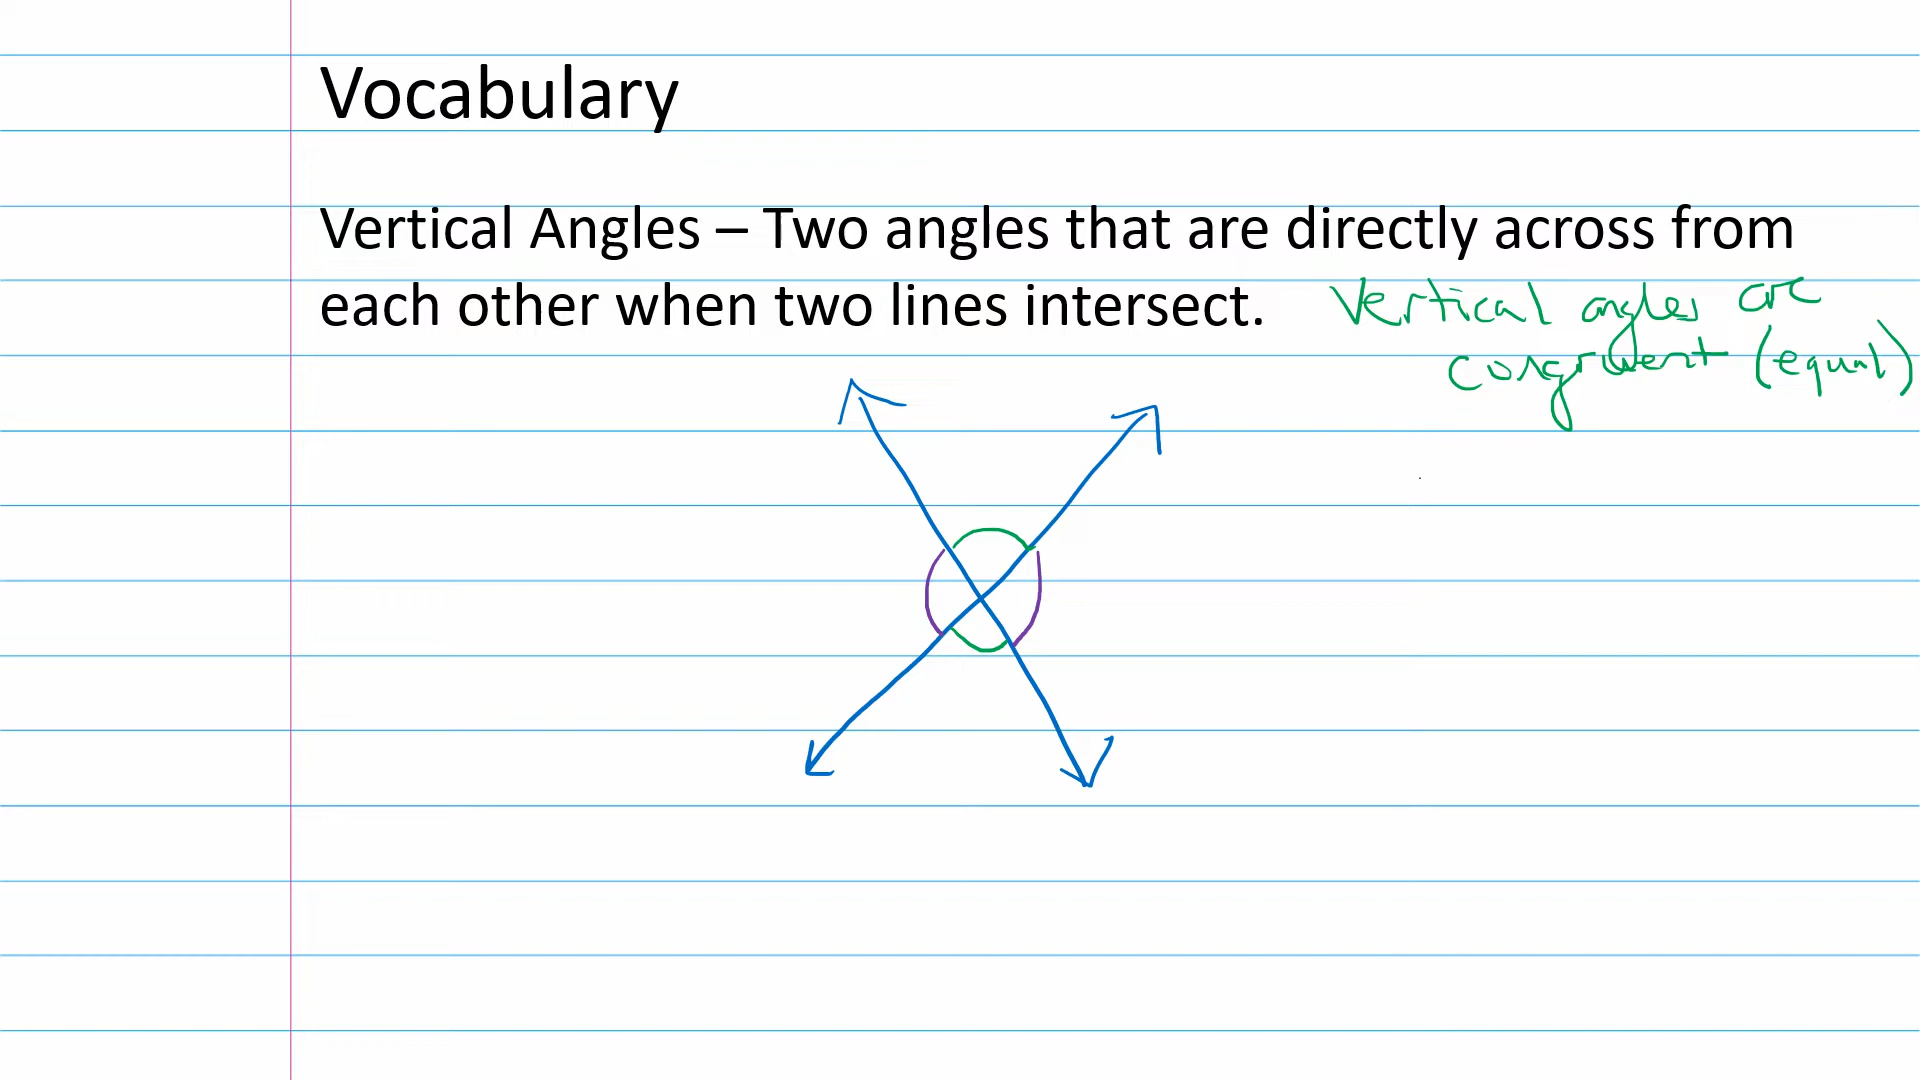 Vocabulary
Vertical Angles – Two angles that are directly across from
each other when two lines intersect.
Vertical angles are
congruent (equal)